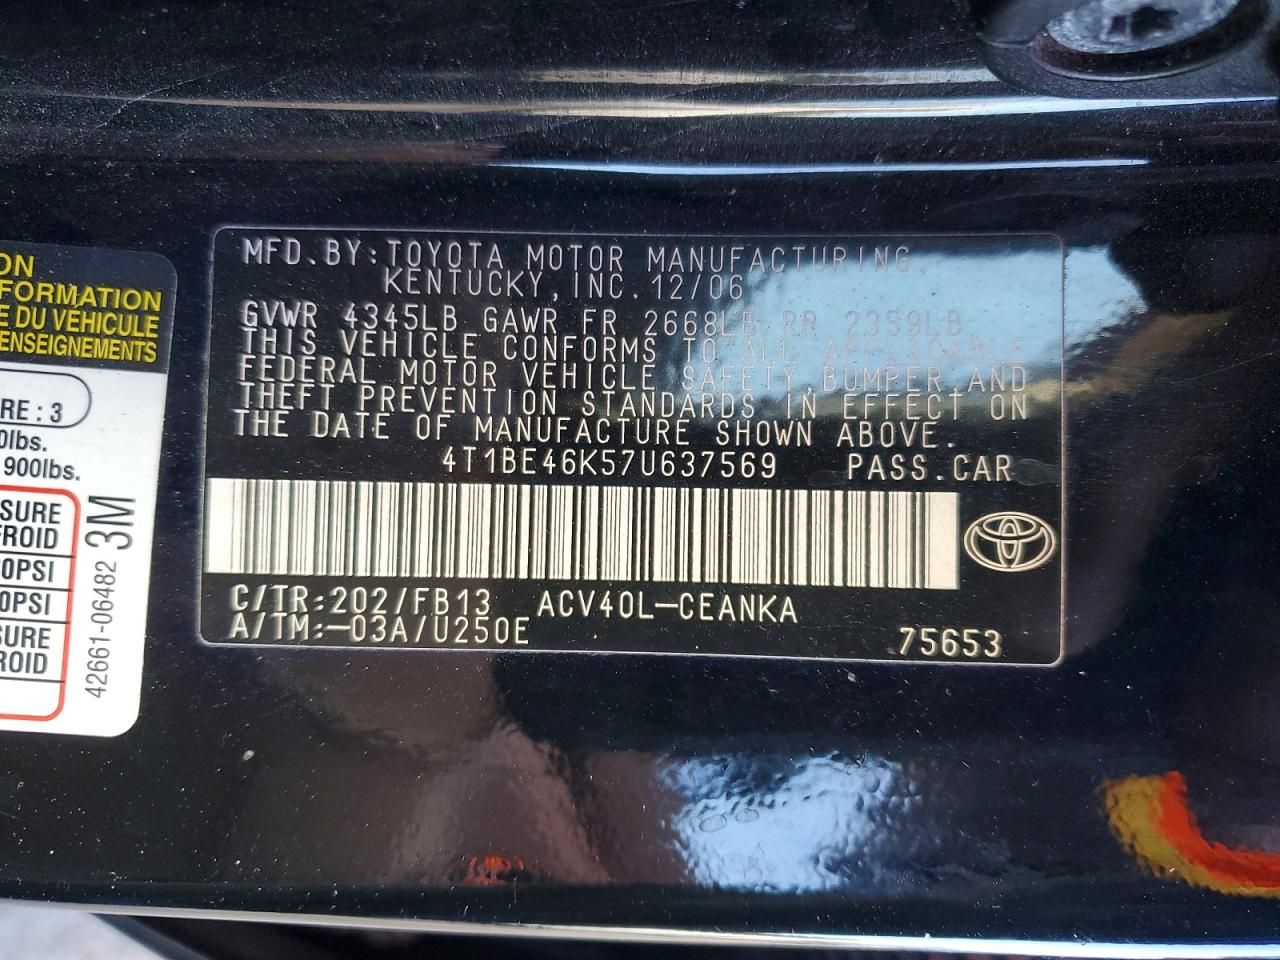 MFD.BY:TOYOTA MOTOR MANUFACTURING,
KENTUCKY,INC.12/06
GVWR 4345LB GAWR FR 2668LB RR 2359LB
THIS VEHICLE CONFORMS TO ALL APPLICABLE
FEDERAL MOTOR VEHICLE SAFETY,BUMPER,AND
THEFT PREVENTION STANDARDS IN EFFECT ON
THE DATE OF MANUFACTURE SHOWN ABOVE.
4T1BE46K57U637569 PASS.CAR
C/TR:202/FB13 ACV40L-CEANKA
A/TM:-03A/U250E
75653
ON
FORMATION
E DU VÉHICULE
ENSEIGNEMENTS
RE : 3
0lbs.
900lbs.
SURE
FROID
0PSI
0PSI
SURE
ROID
42661-06482 3M